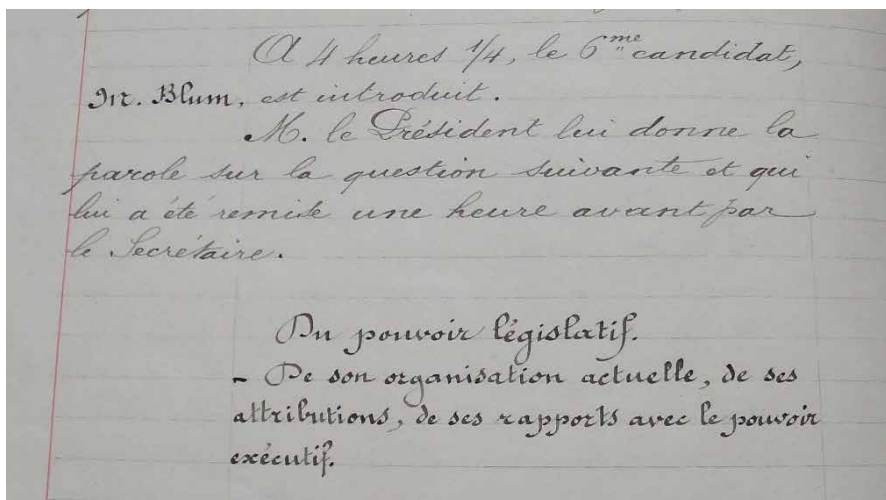 A 4 heures 1/4, le 6me candidat,
Mr. Blum, est introduit.
M. le Président lui donne la
parole sur la question suivante et qui
lui a été remise une heure avant par
le Secrétaire.
Du pouvoir législatif.
- De son organisation actuelle, de ses
attributions, de ses rapports avec le pouvoir
exécutif.